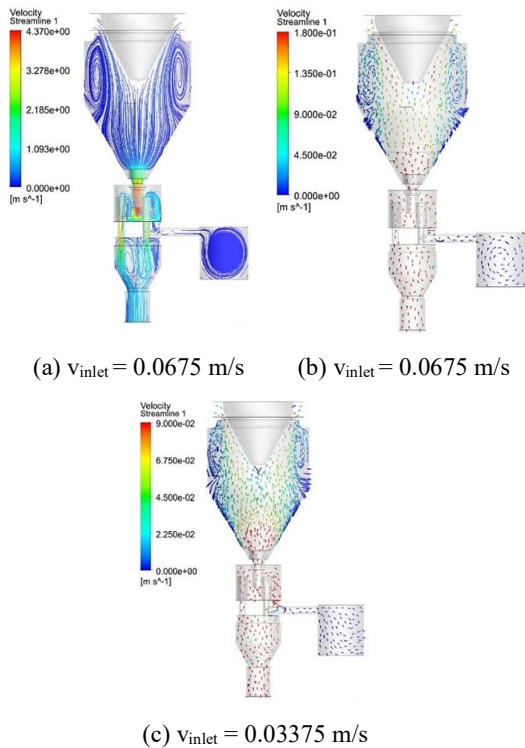 Velocity
Streamline 1
4.370e+00
3.278e+00
2.185e+00
1.093e+00
0.000e+00
[m s^-1]
Velocity
Streamline 1
1.800e-01
1.350e-01
9.000e-02
4.500e-02
0.000e+00
[m s^-1]
(a) vinlet = 0.0675 m/s
(b) vinlet = 0.0675 m/s
Velocity
Streamline 1
9.000e-02
6.750e-02
4.500e-02
2.250e-02
0.000e+00
[m s^-1]
(c) vinlet = 0.03375 m/s